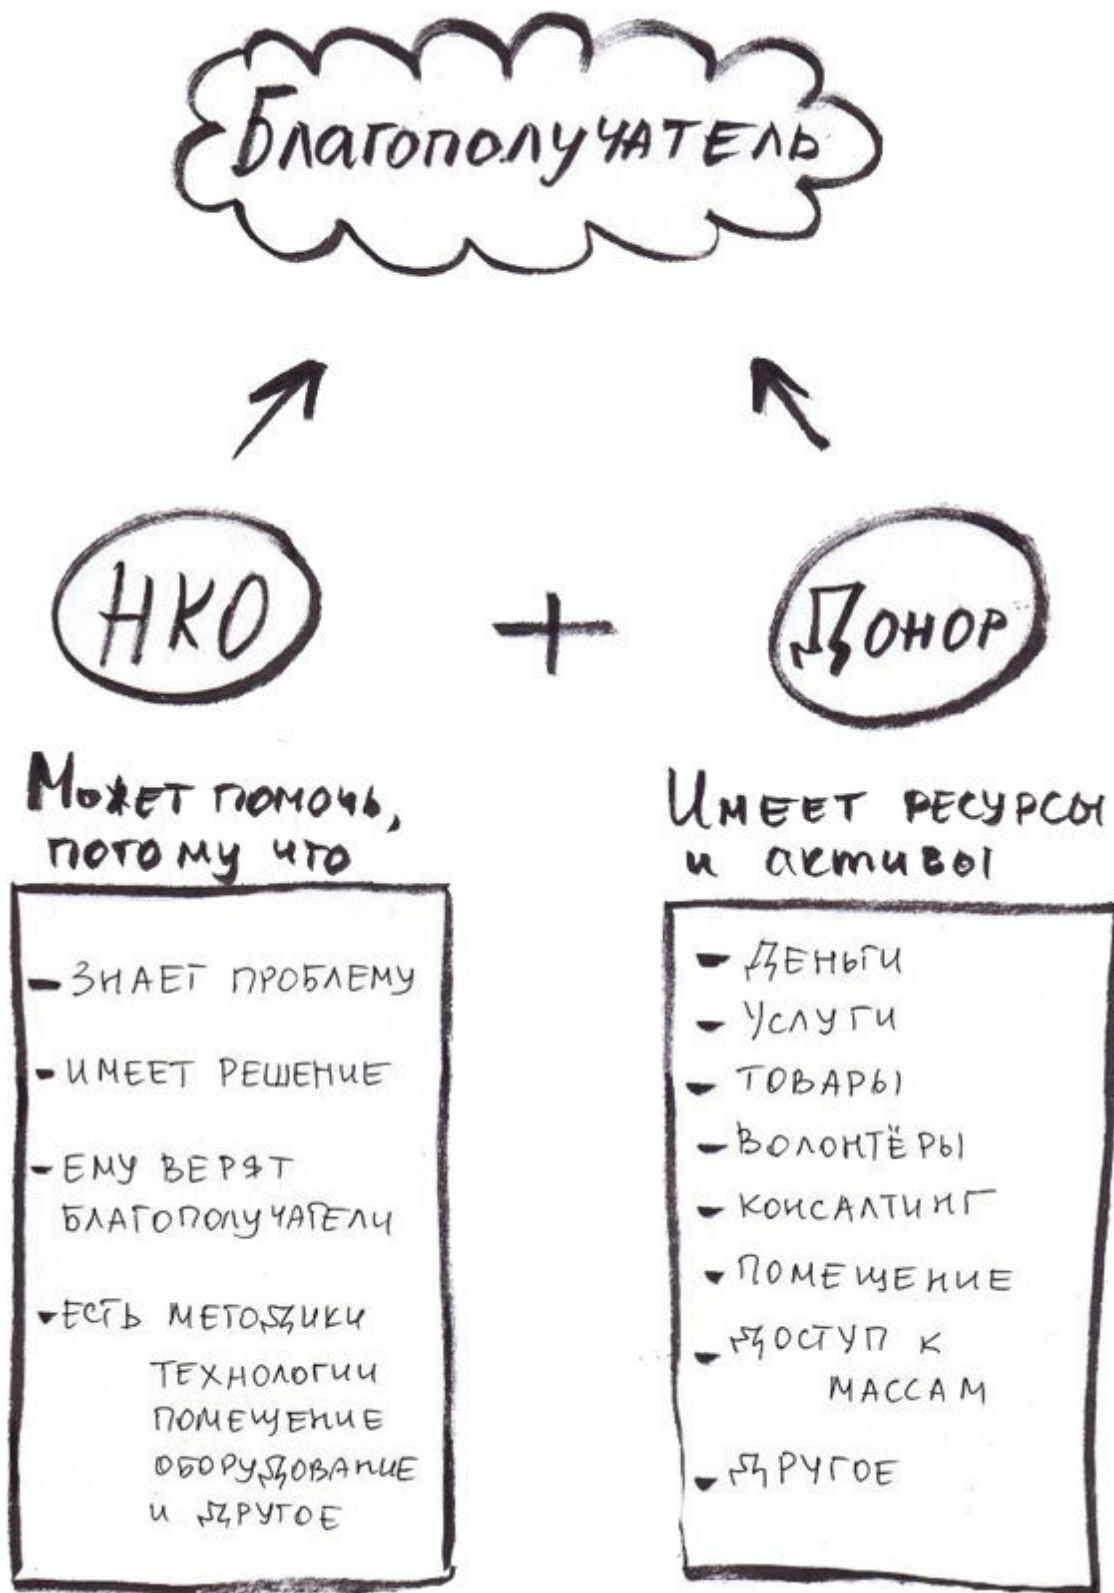 Благополучатель
НКО
+
Донор
Может помочь,
потому что
- Знает проблему
- имеет решение
- ему верят
благополучатели
- есть методики
технологии
помещение
оборудование
и другое
Имеет ресурсы
и активы
- Деньги
- Услуги
- товары
- волонтёры
- консалтинг
- помещение
- доступ к
массам
- другое